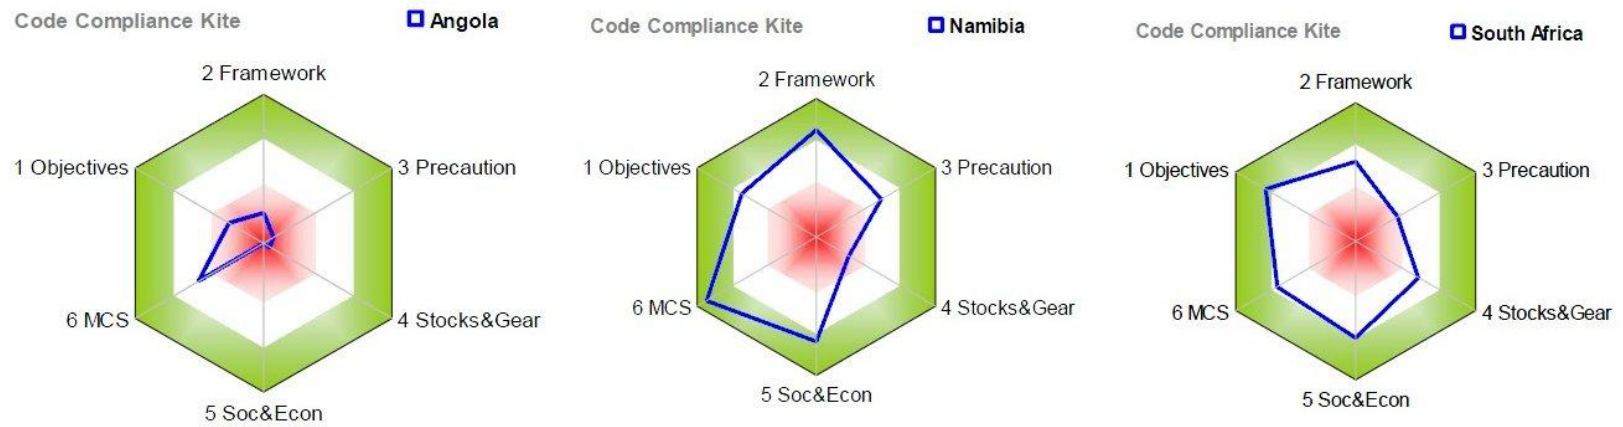 Code Compliance Kite
Angola
2 Framework
1 Objectives
3 Precaution
6 MCS
4 Stocks&Gear
5 Soc&Econ
Code Compliance Kite
Namibia
2 Framework
1 Objectives
3 Precaution
6 MCS
4 Stocks&Gear
5 Soc&Econ
Code Compliance Kite
South Africa
2 Framework
1 Objectives
3 Precaution
6 MCS
4 Stocks&Gear
5 Soc&Econ